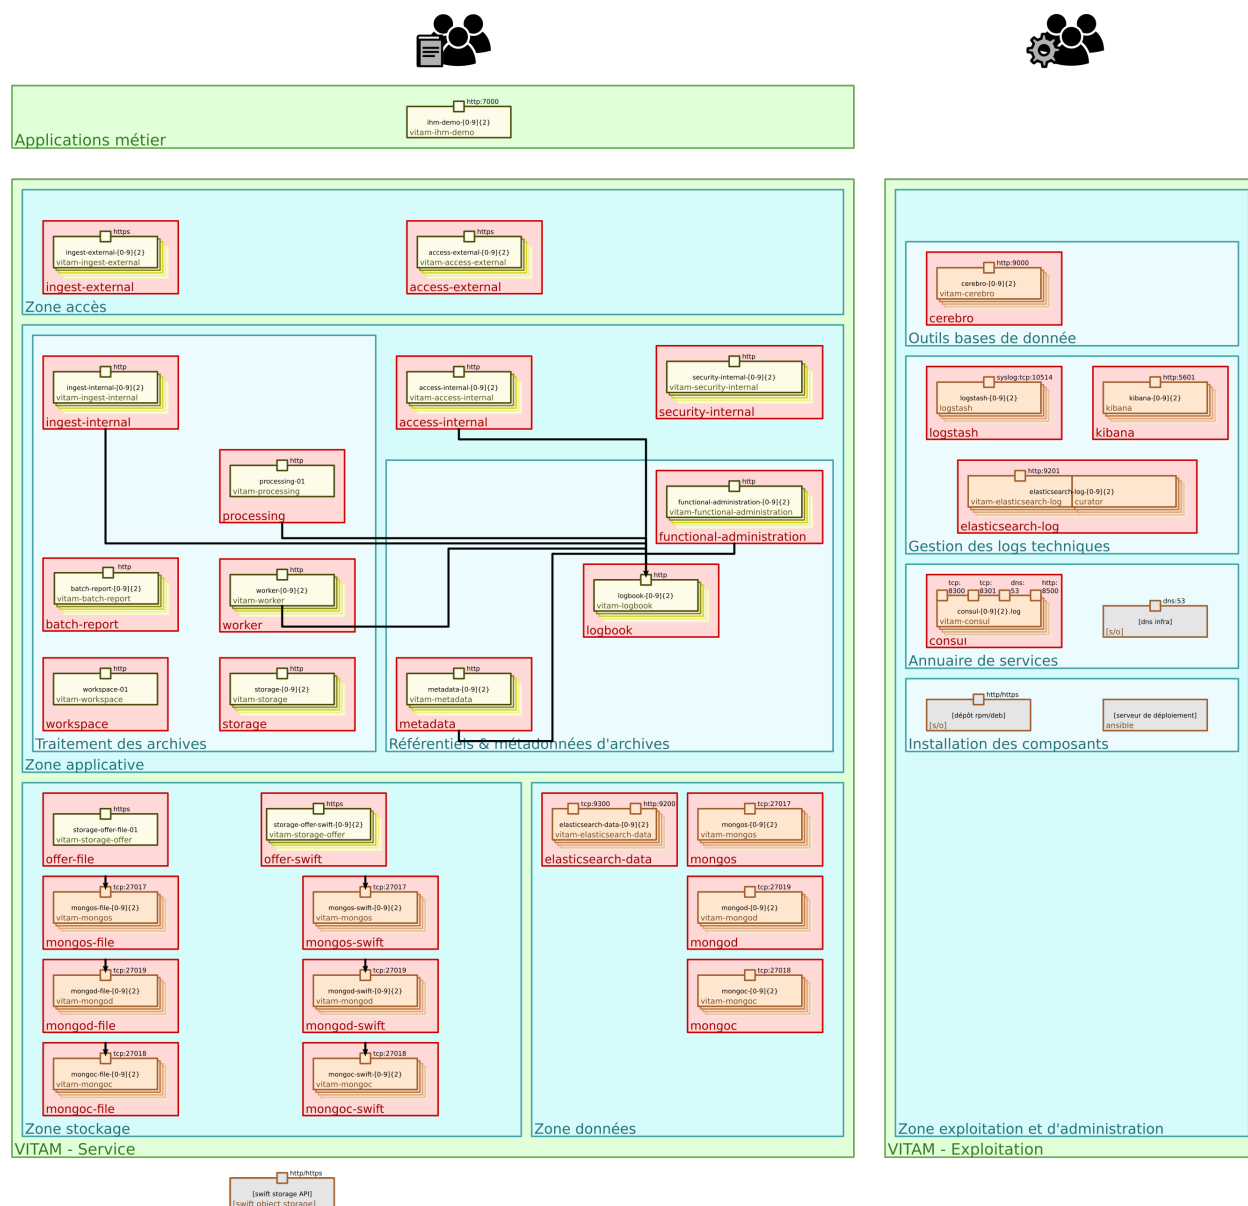 http:7000
ihm-demo-[0-9]{2}
vitam-ihm-demo
Applications métier
https
ingest-external-[0-9]{2}
vitam-ingest-external
ingest-external
https
access-external-[0-9]{2}
vitam-access-external
access-external
Zone accès
http
ingest-internal-[0-9]{2}
vitam-ingest-internal
ingest-internal
http
access-internal-[0-9]{2}
vitam-access-internal
access-internal
http
security-internal-[0-9]{2}
vitam-security-internal
security-internal
http
processing-01
vitam-processing
processing
http
functional-administration-[0-9]{2}
vitam-functional-administration
functional-administration
http
batch-report-[0-9]{2}
vitam-batch-report
batch-report
http
worker-[0-9]{2}
vitam-worker
worker
http
logbook-[0-9]{2}
vitam-logbook
logbook
http
workspace-01
vitam-workspace
workspace
http
storage-[0-9]{2}
vitam-storage
storage
http
metadata-[0-9]{2}
vitam-metadata
metadata
Traitement des archives
Référentiels & métadonnées d'archives
Zone applicative
https
storage-offer-file-01
vitam-storage-offer
offer-file
https
storage-offer-swift-[0-9]{2}
vitam-storage-offer
offer-swift
tcp:27017
mongos-file-[0-9]{2}
vitam-mongos
mongos-file
tcp:27017
mongos-swift-[0-9]{2}
vitam-mongos
mongos-swift
tcp:27019
mongod-file-[0-9]{2}
vitam-mongod
mongod-file
tcp:27019
mongod-swift-[0-9]{2}
vitam-mongod
mongod-swift
tcp:27018
mongoc-file-[0-9]{2}
vitam-mongoc
mongoc-file
tcp:27018
mongoc-swift-[0-9]{2}
vitam-mongoc
mongoc-swift
Zone stockage
tcp:9300
http:9200
elasticsearch-data-[0-9]{2}
vitam-elasticsearch-data
elasticsearch-data
tcp:27017
mongos-[0-9]{2}
vitam-mongos
mongos
tcp:27019
mongod-[0-9]{2}
vitam-mongod
mongod
tcp:27018
mongoc-[0-9]{2}
vitam-mongoc
mongoc
Zone données
VITAM - Service
http/https
[swift storage API]
[swift object storage]
http:9000
cerebro-[0-9]{2}
vitam-cerebro
cerebro
Outils bases de donnée
syslog:tcp:10514
logstash-[0-9]{2}
logstash
logstash
http:5601
kibana-[0-9]{2}
kibana
kibana
http:9201
elasticsearch-log-[0-9]{2}
vitam-elasticsearch-log
curator
elasticsearch-log
Gestion des logs techniques
tcp:
8300
tcp:
8301
dns:
53
http:
8500
consul-[0-9]{2}.log
vitam-consul
consul
dns:53
[dns infra]
[s/o]
Annuaire de services
http/https
[dépôt rpm/deb]
[s/o]
[serveur de déploiement]
ansible
Installation des composants
Zone exploitation et d'administration
VITAM - Exploitation